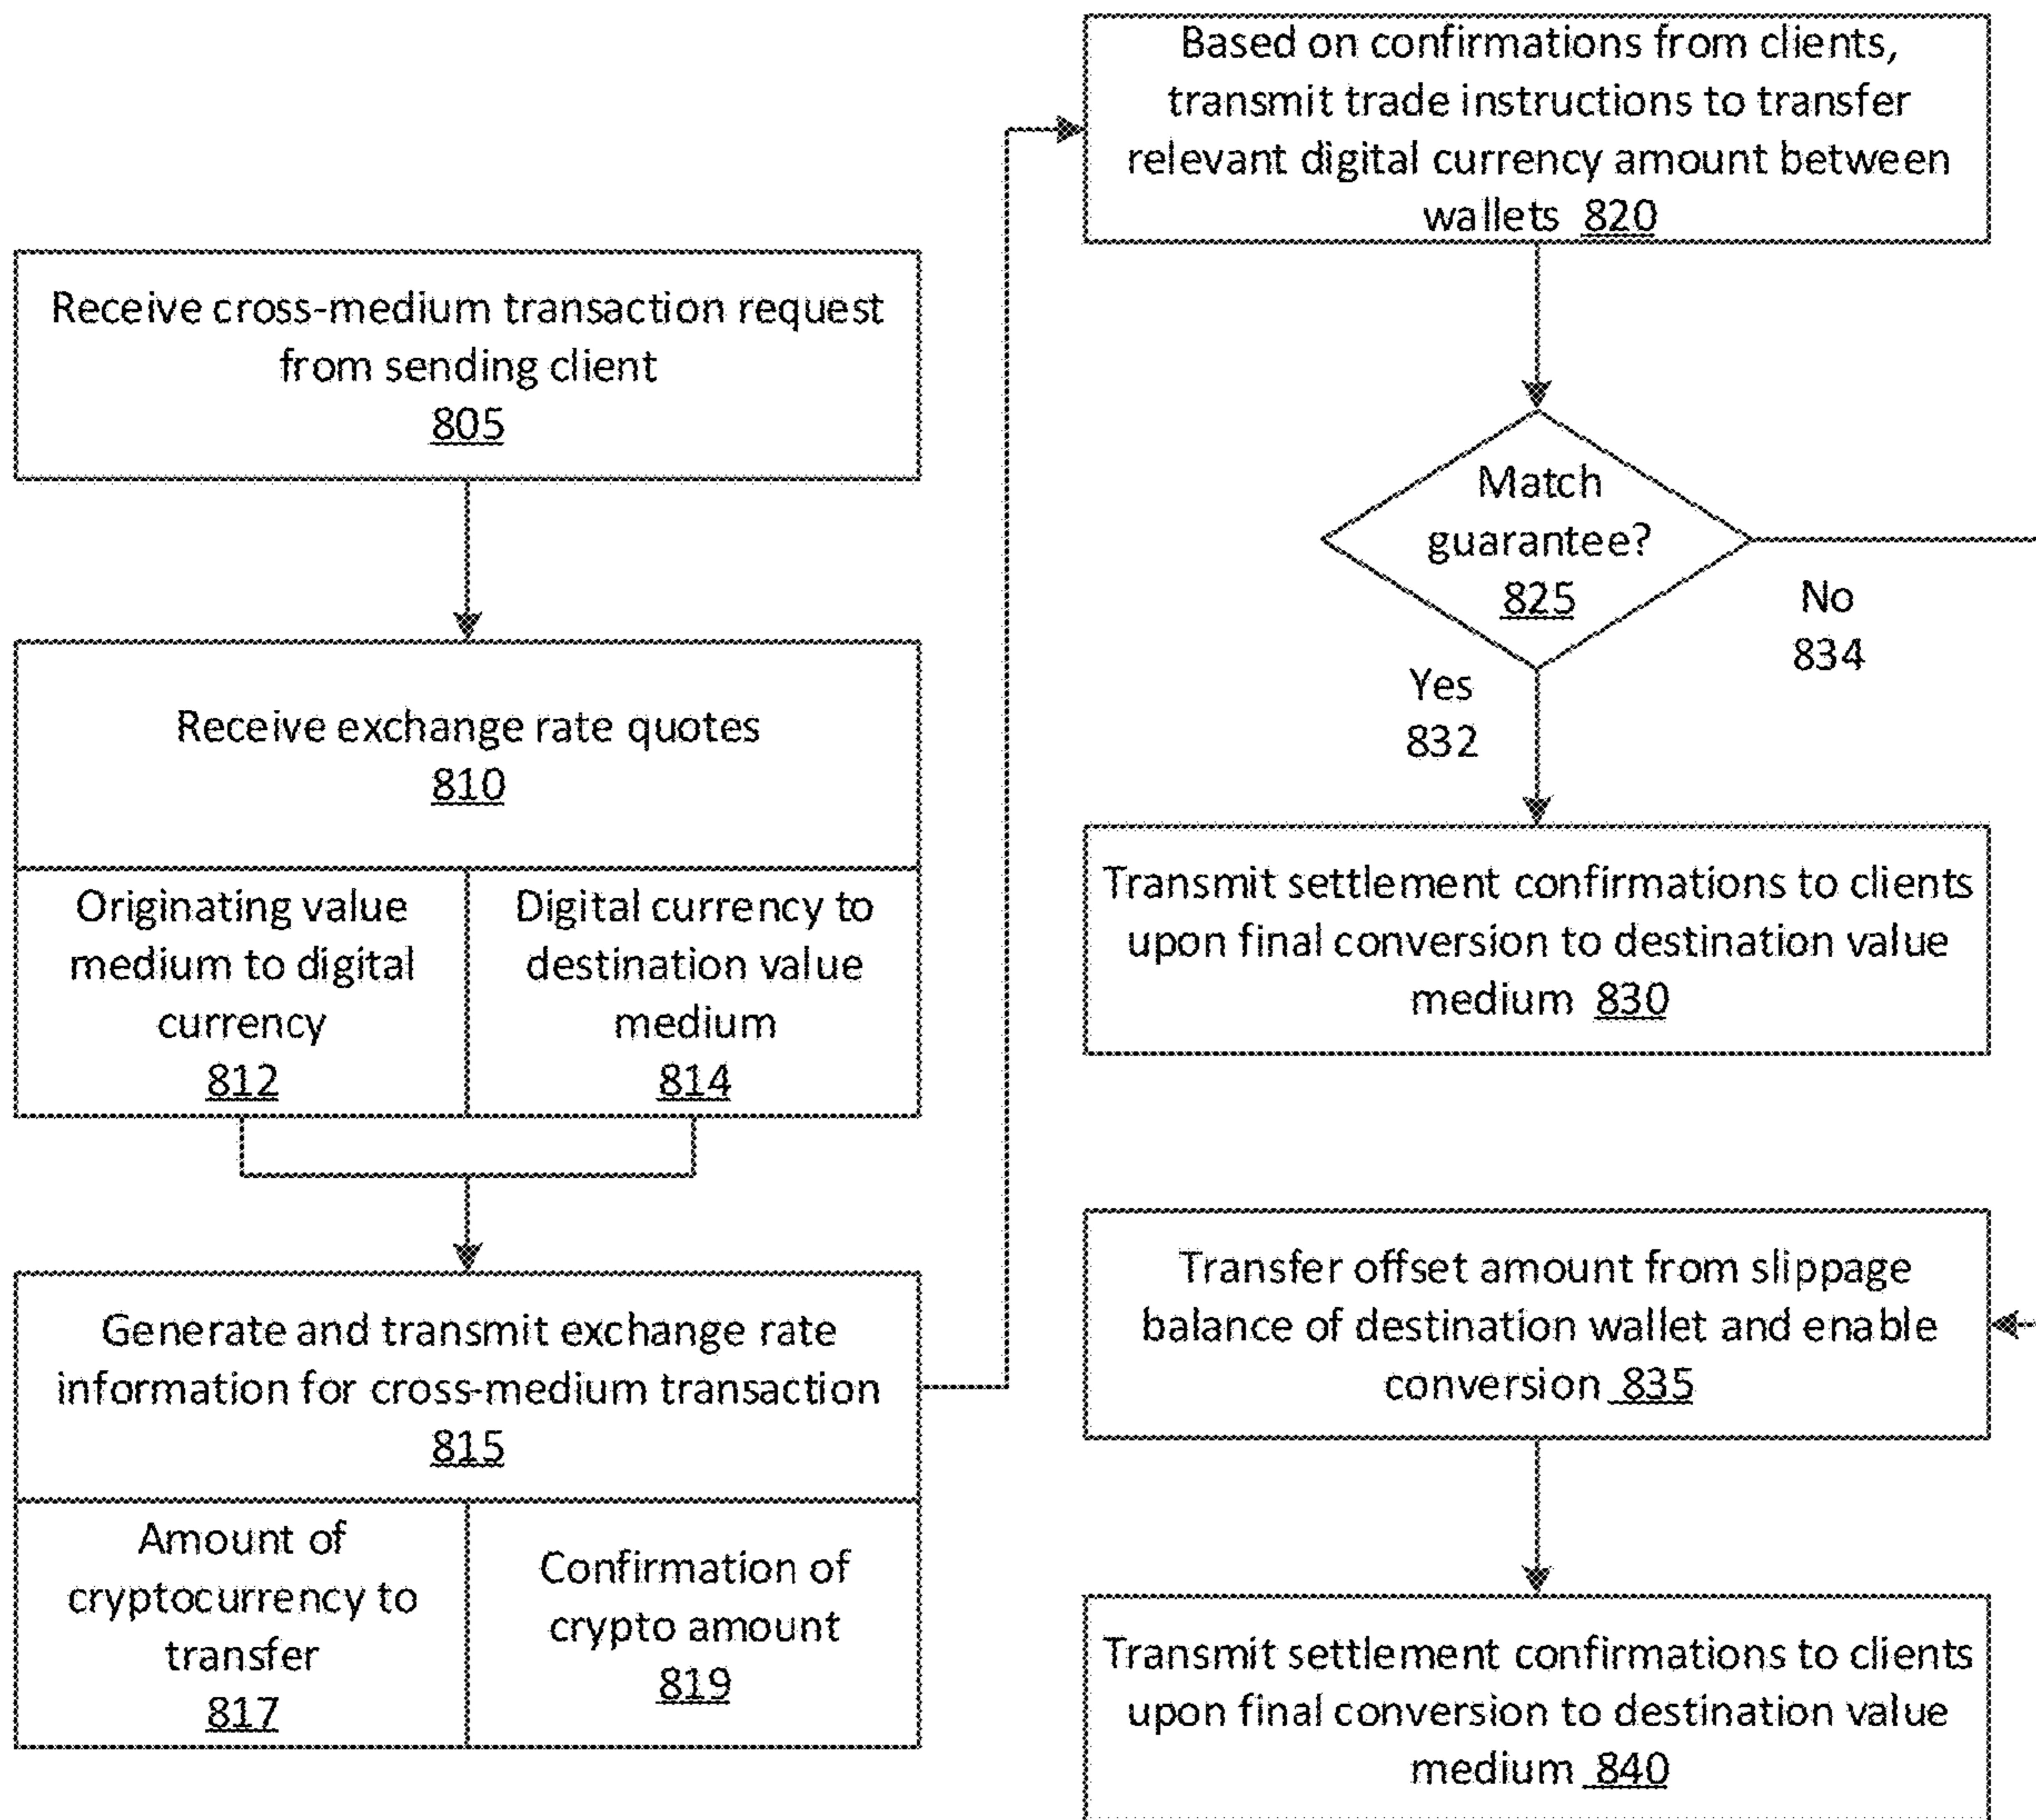 Receive cross-medium transaction request
from sending client
805
Receive exchange rate quotes
810
Originating value
medium to digital
currency
812
Digital currency to
destination value
medium
814
Generate and transmit exchange rate
information for cross-medium transaction
815
Amount of
cryptocurrency to
transfer
817
Confirmation of
crypto amount
819
Based on confirmations from clients,
transmit trade instructions to transfer
relevant digital currency amount between
wallets 820
Match
guarantee?
825
No
834
Yes
832
Transmit settlement confirmations to clients
upon final conversion to destination value
medium 830
Transfer offset amount from slippage
balance of destination wallet and enable
conversion 835
Transmit settlement confirmations to clients
upon final conversion to destination value
medium 840